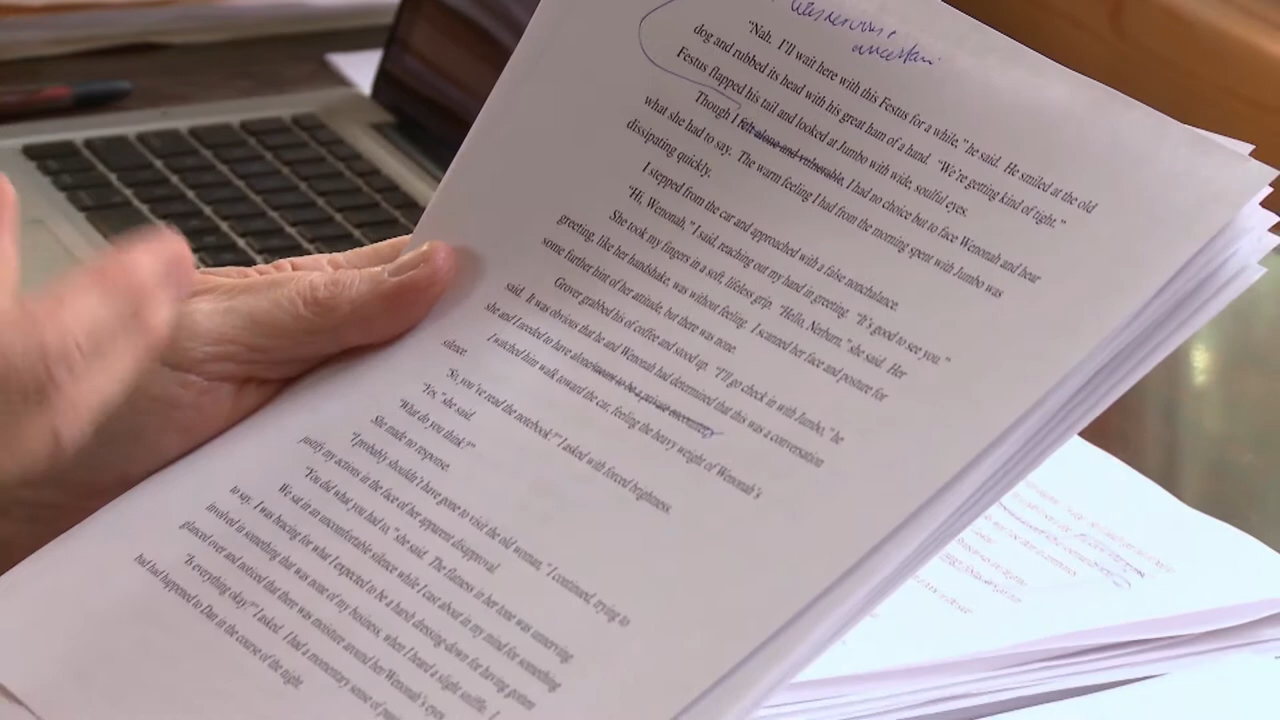 was nervous &
uncertain.
"Nah. I'll wait here with this Festus for a while," he said. He smiled at the old
dog and rubbed its head with his great ham of a hand. "We're getting kind of tight."
Festus flapped his tail and looked at Jumbo with wide, soulful eyes.
Though I felt alone and vulnerable, I had no choice but to face Wenonah and hear
what she had to say. The warm feeling I had from the morning spent with Jumbo was
dissipating quickly.
I stepped from the car and approached with a false nonchalance.
"Hi, Wenonah," I said, reaching out my hand in greeting. "It's good to see you."
She took my fingers in a soft, lifeless grip. "Hello, Nerburn," she said. Her
greeting, like her handshake, was without feeling. I scanned her face and posture for
some further hint of her attitude, but there was none.
Grover grabbed his of coffee and stood up. "I'll go check in with Jumbo," he
said. It was obvious that he and Wenonah had determined that this was a conversation
she and I needed to have alone to be a private encounter
I watched him walk toward the car, feeling the heavy weight of Wenonah's
silence.
"So, you've read the notebook?" I asked with forced brightness.
"Yes," she said.
"What do you think?"
She made no response.
"I probably shouldn't have gone to visit the old woman," I continued, trying to
justify my actions in the face of her apparent disapproval.
"You did what you had to," she said. The flatness in her tone was unnerving.
We sat in an uncomfortable silence while I cast about in my mind for something
to say. I was bracing for what I expected to be a harsh dressing-down for having gotten
involved in something that was none of my business, when I heard a slight sniffle. I
glanced over and noticed that there was moisture around her Wenonah's eyes
"Is everything okay?" I asked. I had a momentary sense of
had had happened to Dan in the course of the night.